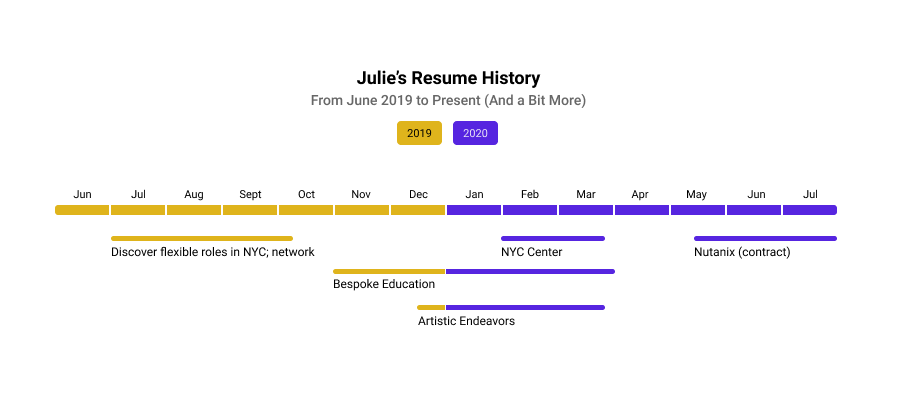 Julie’s Resume History
From June 2019 to Present (And a Bit More)
2019 2020
Jun Jul Aug Sept Oct Nov Dec Jan Feb Mar Apr May Jun Jul
Discover flexible roles in NYC; network NYC Center Nutanix (contract)
Bespoke Education
Artistic Endeavors